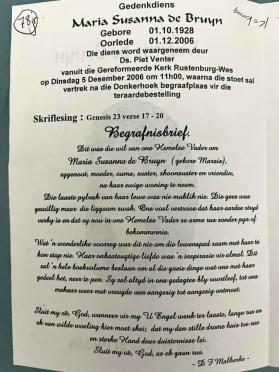 Gedenkdiens
78
Maria Susanna de Bruyn
Gebore 01.10.1928
Oorlede 01.12.2006
Die diens word waargeneem deur
Ds. Piet Venter
vanuit die Gereformeerde Kerk Rustenburg-Wes
op Dinsdag 5 Desember 2006 om 11h00, waarna die stoet sal
vertrek na die Donkerhoek begraafplaas vir die
teraardebestelling
Skriflesing : Genesis 23 verse 17 - 20
Begrafnisbrief.
Dit was die wil van ons Hemelse Vader om
Maria Susanna de Bruyn (gebore Marais),
eggenoot, moeder, ouma, suster, skoonsuster en vriendin,
na haar ewige woning te neem.
Die laaste pylvak van haar lewe was nie maklik nie. Die gees was
gewillig maar die liggaam swak. Ons voel vertroos dat haar aardse stryd
verby is en dat sy nou in ons Hemelse Vader se arms rus sonder pyn of
bekommernis.
Wat 'n wonderlike voorreg was dit nie om die lewenspad saam met haar te
kon stap nie. Haar onbaatsugtige liefde was 'n inspirasie vir almal. Dit
sal 'n hele boekvolume beslaan om al die goeie dinge wat ons met haar
gedeel het, neer te pen. Sy sal altyd in ons gedagtes bly voortleef, tot ons
mekaar weer met vreugde van aangesig tot aangesig ontmoet.
Sluit my oë, God, wanneer vir my U Engel wenk ter laaste, lange rus en
ek van wilde woeling hier moet skei; dat my dan stille drome huis toe sus
en sterke Hand deur duisternisse lei.
Sluit my oë, God, as ek gaan rus.
- D F Malherbe -